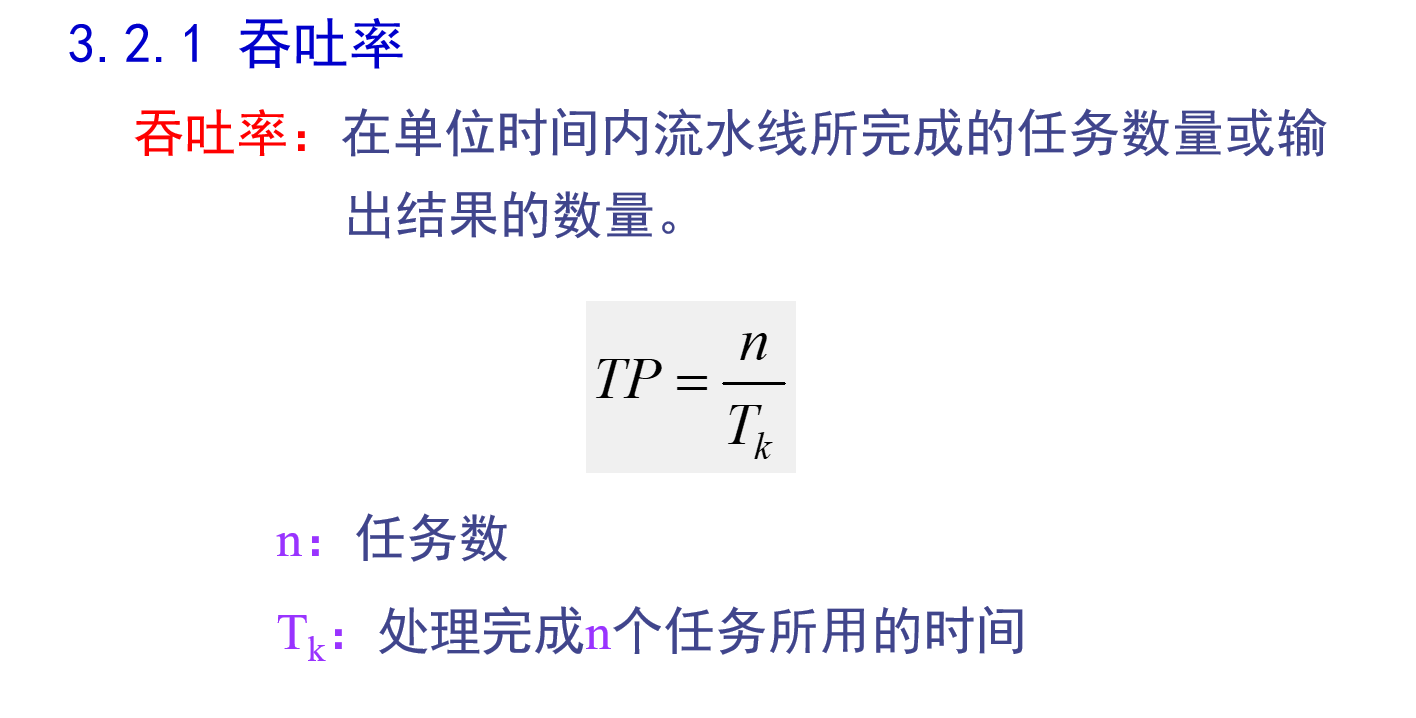 3.2.1 吞吐率
吞吐率：在单位时间内流水线所完成的任务数量或输
出结果的数量。
TP = n / T_k
n：任务数
T_k：处理完成n个任务所用的时间